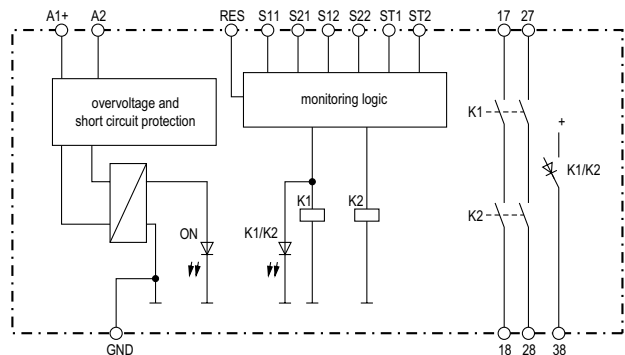 A1+ A2 RES S11 S21 S12 S22 ST1 ST2 17 27
overvoltage and
short circuit protection
monitoring logic
K1
+
K1/K2
K1 K2
K2
ON K1/K2
GND 18 28 38